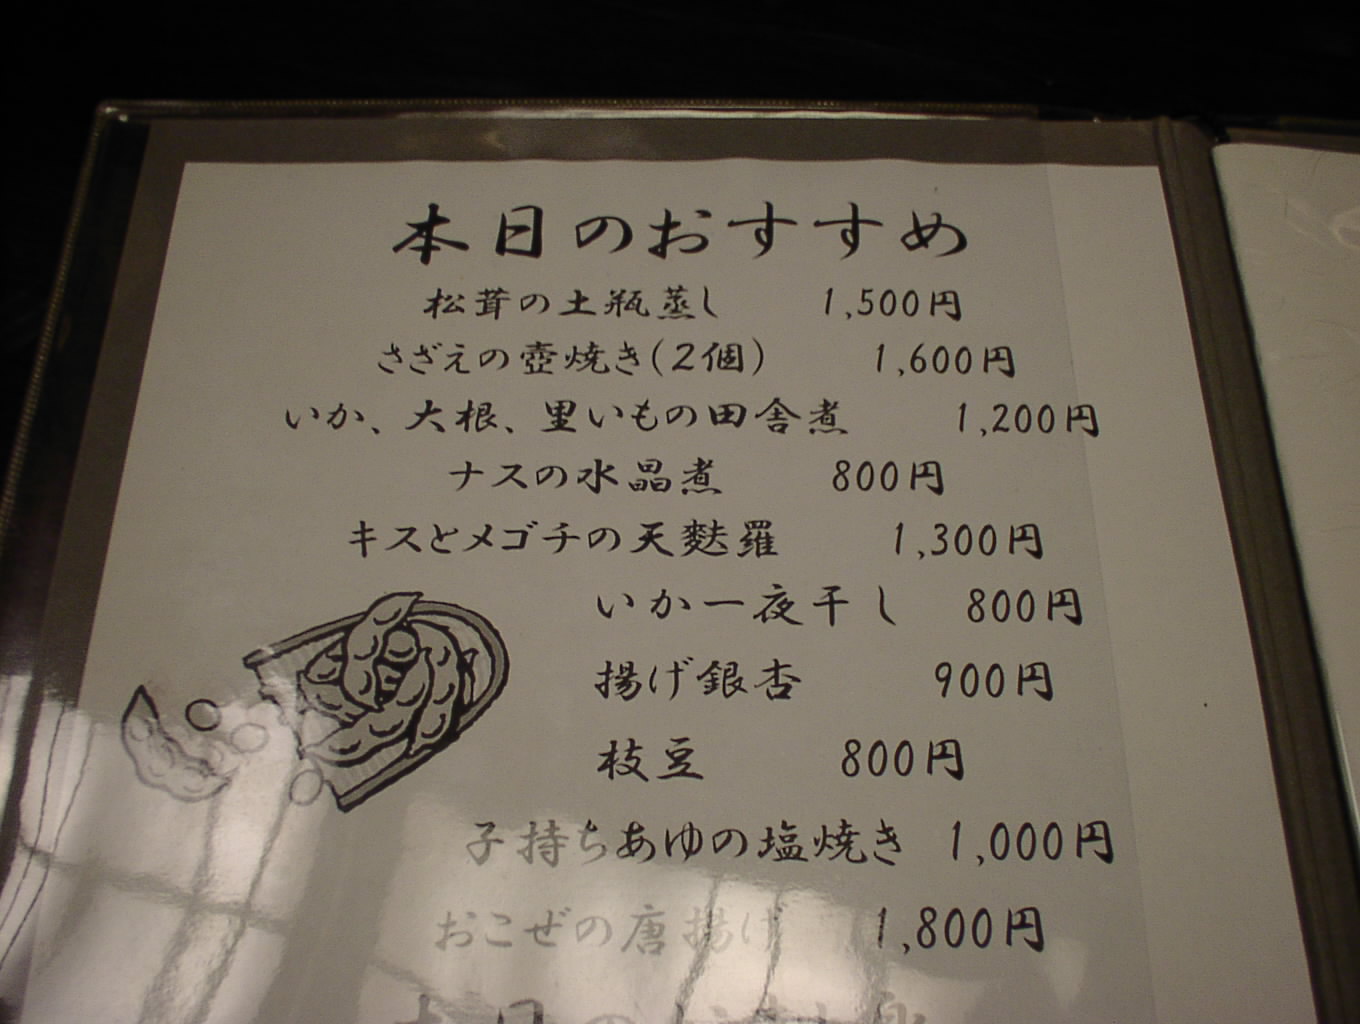 本日のおすすめ
松茸の土瓶蒸し 1,500円
さざえの壺焼き(2個) 1,600円
いか、大根、里いもの田舎煮 1,200円
ナスの水晶煮 800円
キスとメゴチの天麩羅 1,300円
いか一夜干し 800円
揚げ銀杏 900円
枝豆 800円
子持ちあゆの塩焼き 1,000円
おこぜの唐揚げ 1,800円
本日の